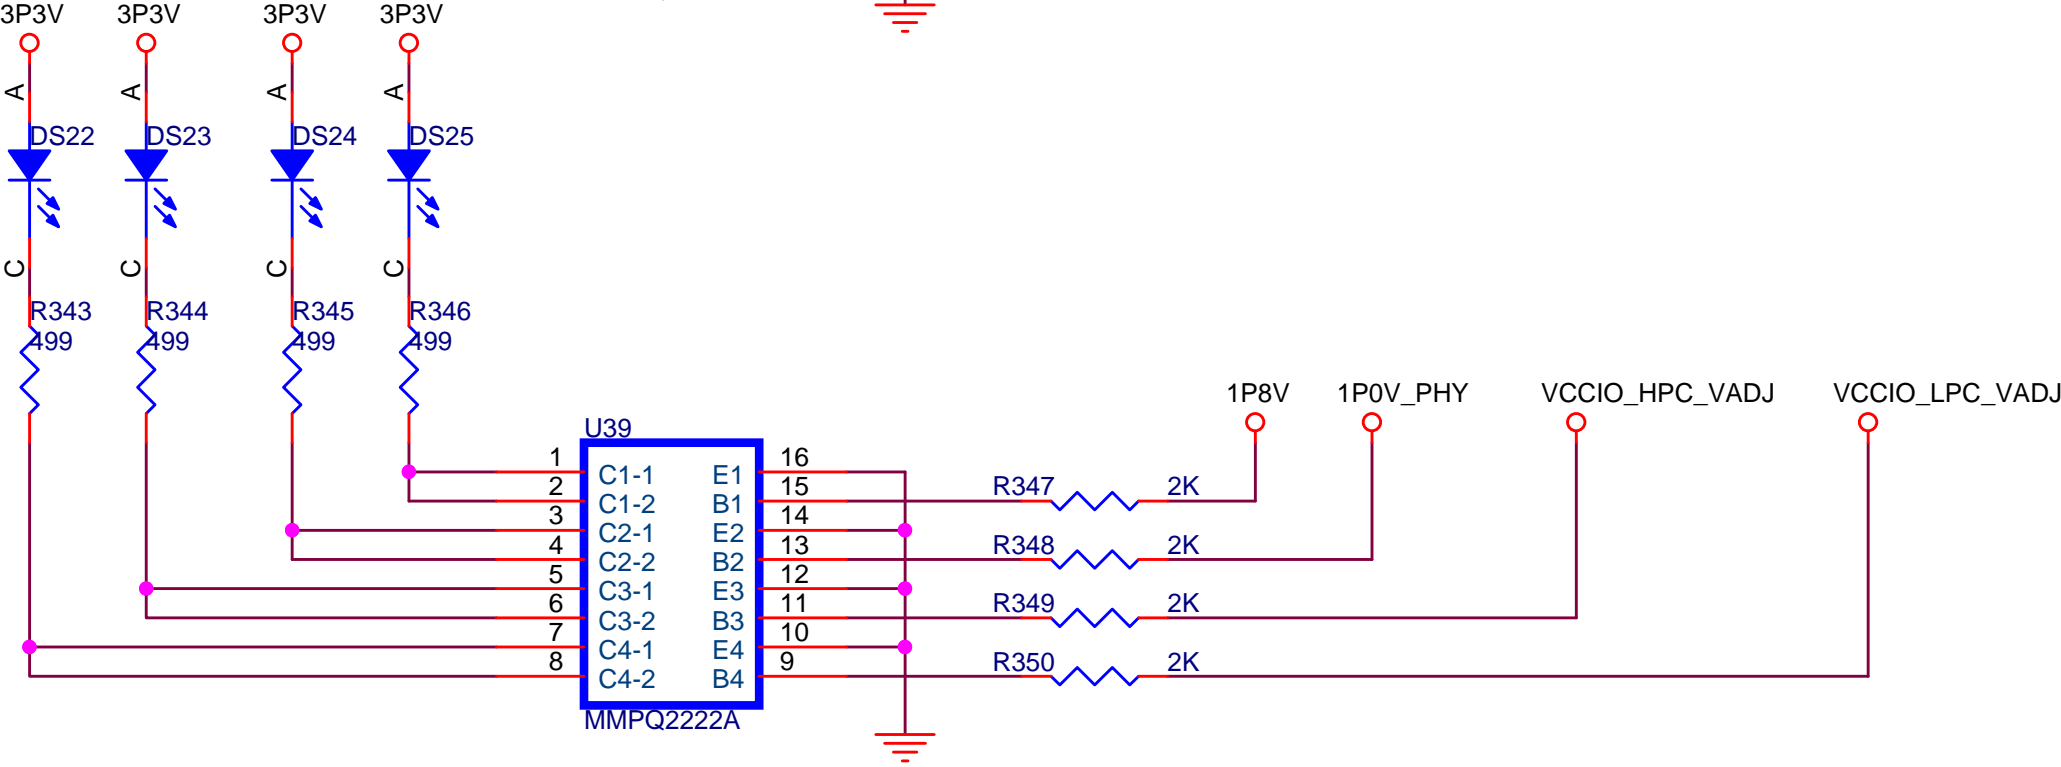 3P3V 3P3V 3P3V 3P3V
A A A A
DS22 DS23 DS24 DS25
C C C C
R343 R344 R345 R346
499 499 499 499
1P8V 1P0V_PHY VCCIO_HPC_VADJ VCCIO_LPC_VADJ
U39
1 C1-1 E1 16
2 C1-2 B1 15 R347 2K
3 C2-1 E2 14
4 C2-2 B2 13 R348 2K
5 C3-1 E3 12
6 C3-2 B3 11 R349 2K
7 C4-1 E4 10
8 C4-2 B4 9 R350 2K
MMPQ2222A